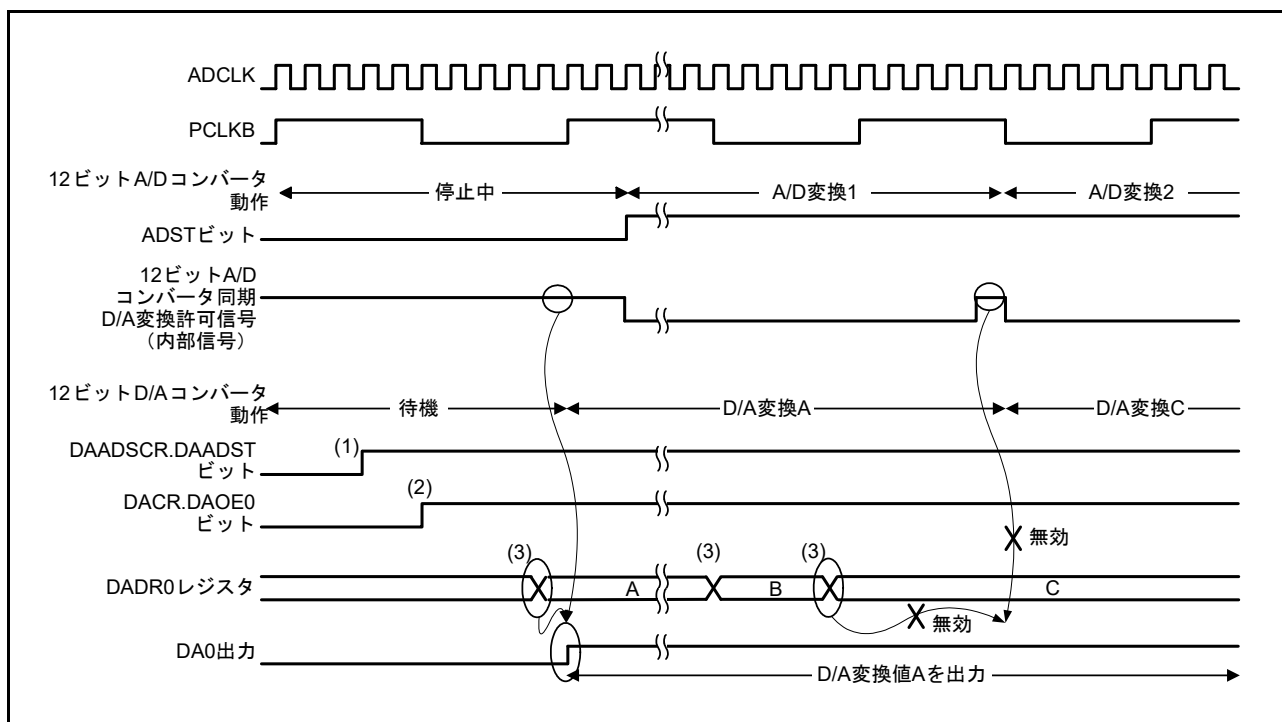 ADCLK
PCLKB
12ビットA/Dコンバータ
動作
停止中
A/D変換1
A/D変換2
ADSTビット
12ビットA/D
コンバータ同期
D/A変換許可信号
（内部信号）
12ビットD/Aコンバータ
動作
待機
D/A変換A
D/A変換C
DAADSCR.DAADST
ビット
(1)
DACR.DAOE0
ビット
(2)
無効
(3)
(3)
(3)
DADR0レジスタ
A
B
C
無効
DA0出力
D/A変換値Aを出力